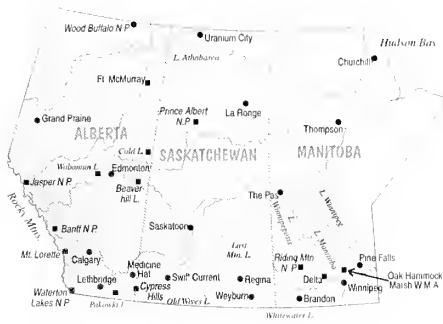 Wood Buffalo N P
Uranium City
Hudson Bay
L. Athabasca
Churchill
Ft McMurray
Prince Albert
N.P
La Ronge
Grand Praine
Thompson
ALBERTA
Cold L.
SASKATCHEWAN
MANITOBA
Wabamun L
Edmonton
Jasper N P.
Beaver-
hill L.
The Pas
L. Winnipeg
Rocky Mtns
L. Winnipegosis
Banff N P.
Saskatoon
Last
Mtn. L.
L. Manitoba
Mt. Lorette
Calgary
Riding Mtn
N P
Pine Falls
Medicine
Hat
Swift Current
Regina
Delta
Oak Hammock
Marsh W M A
Lethbridge
Cypress
Hills
Winnipeg
Waterton
Lakes N P
Pakowki L
Old Wives L
Weyburn
Brandon
Whitewater L.